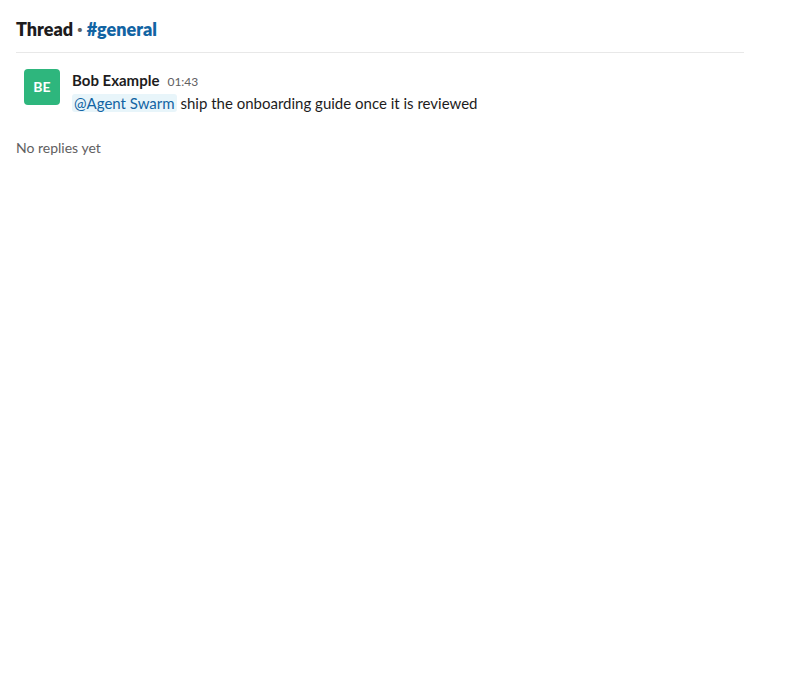 Thread • #general
BE
Bob Example 01:43
@Agent Swarm ship the onboarding guide once it is reviewed
No replies yet